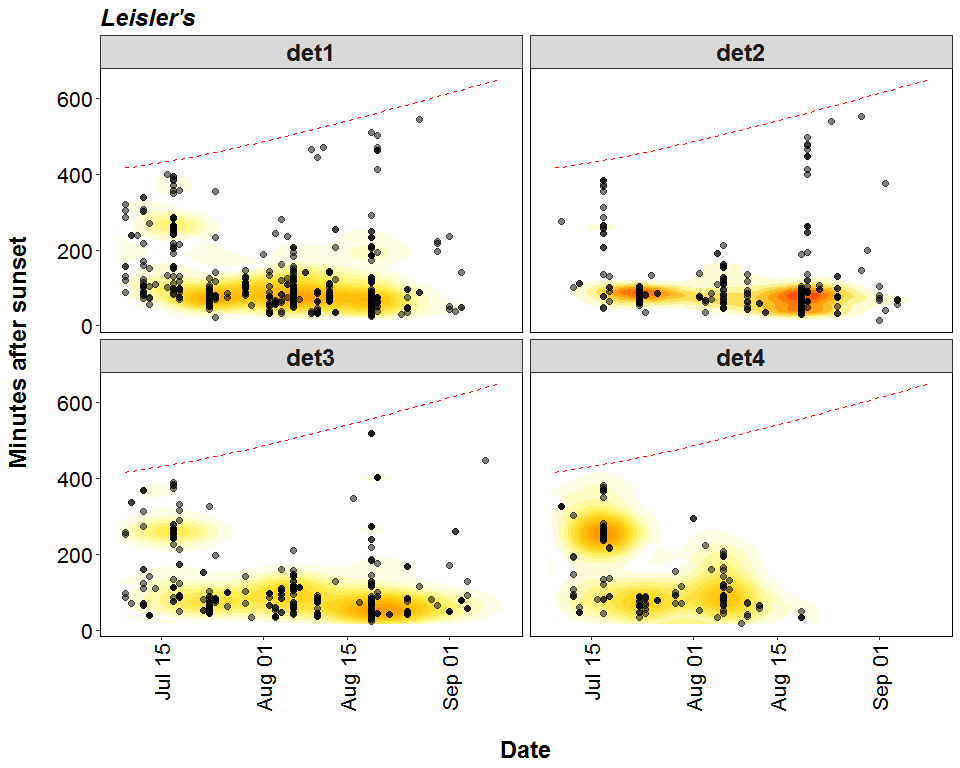 Leisler's
det1
det2
600
400
200
0
det3
det4
600
400
200
0
Minutes after sunset
Jul 15
Aug 01
Aug 15
Sep 01
Jul 15
Aug 01
Aug 15
Sep 01
Date